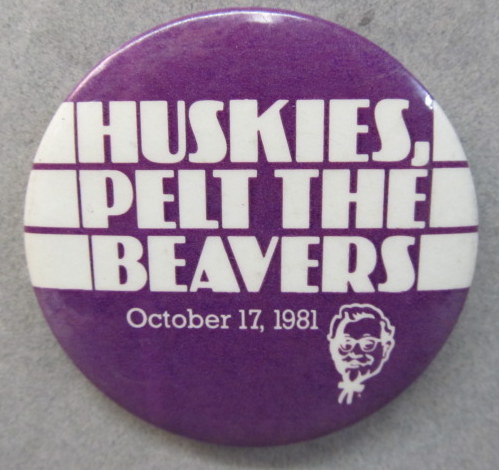 HUSKIES,
PELT THE
BEAVERS
October 17, 1981